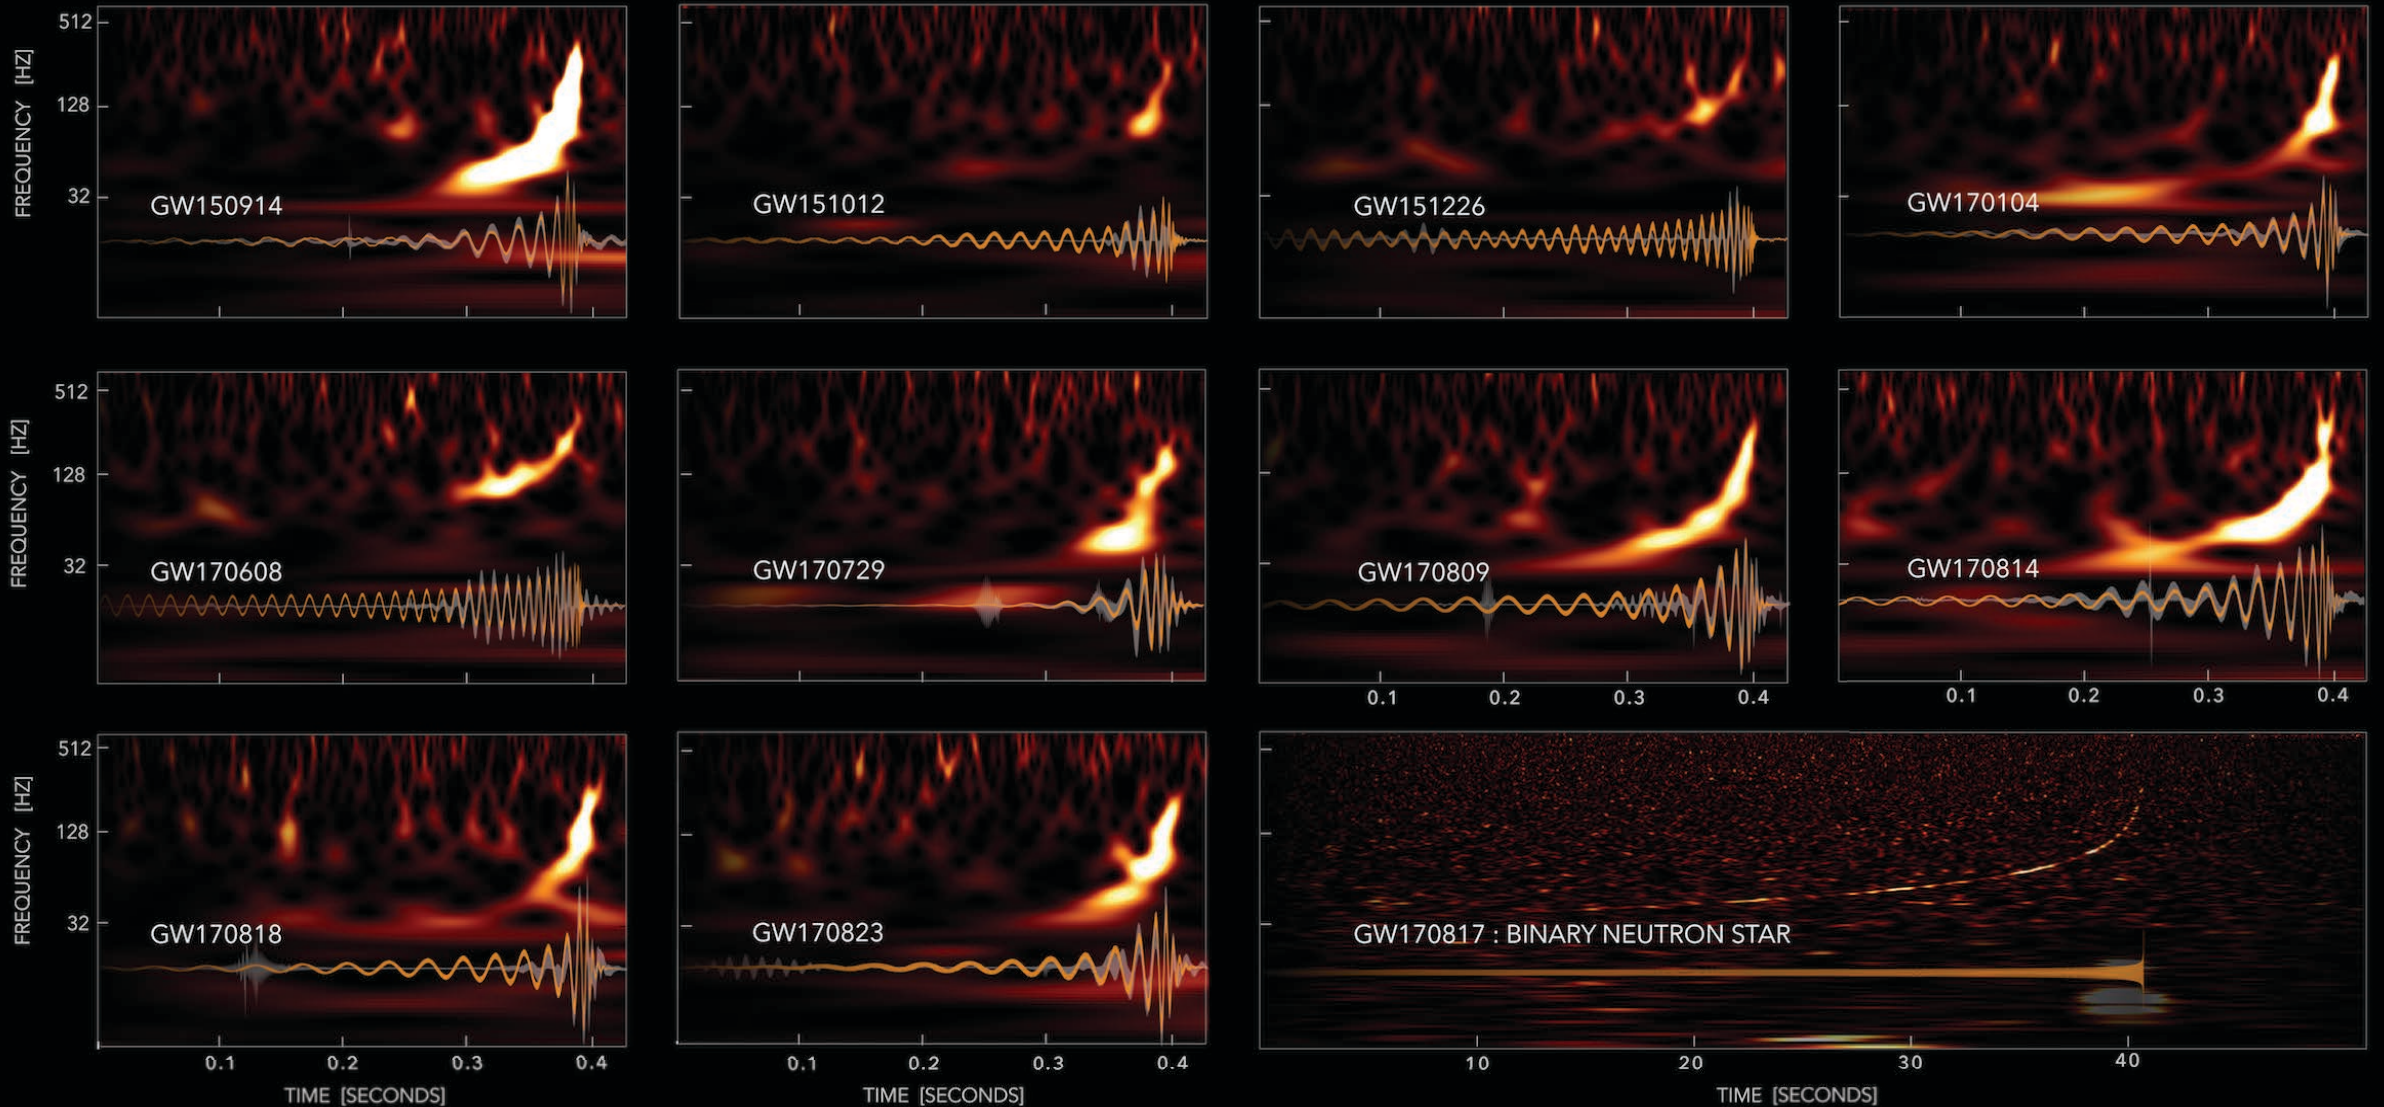 FREQUENCY [HZ]
512
128
32
GW150914
GW151012
GW151226
GW170104
FREQUENCY [HZ]
512
128
32
GW170608
GW170729
GW170809
GW170814
0.1 0.2 0.3 0.4
0.1 0.2 0.3 0.4
FREQUENCY [HZ]
512
128
32
GW170818
GW170823
GW170817 : BINARY NEUTRON STAR
0.1 0.2 0.3 0.4
0.1 0.2 0.3 0.4
10 20 30 40
TIME [SECONDS]
TIME [SECONDS]
TIME [SECONDS]